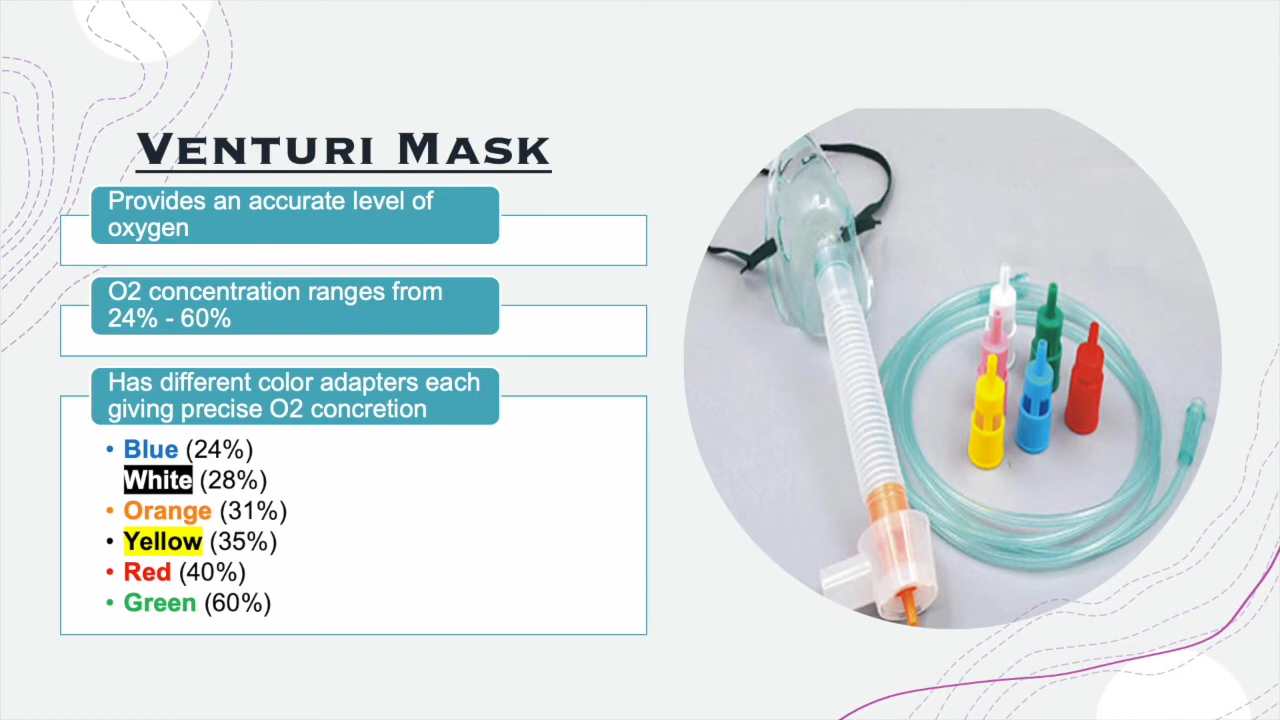 VENTURI MASK
Provides an accurate level of
oxygen
O2 concentration ranges from
24% - 60%
Has different color adapters each
giving precise O2 concretion
• Blue (24%)
White (28%)
• Orange (31%)
• Yellow (35%)
• Red (40%)
• Green (60%)